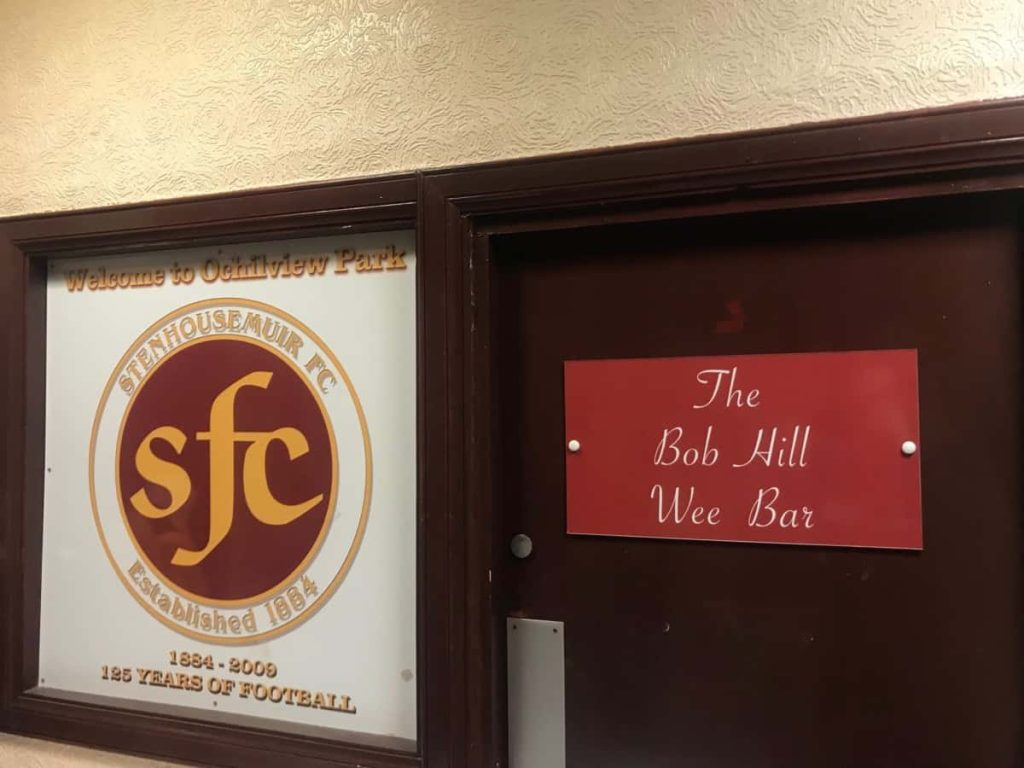 Welcome to Ochilview Park
STENHOUSEMUIR FC
sfc
Established 1884
1884 - 2009
125 YEARS OF FOOTBALL
The
Bob Hill
Wee Bar